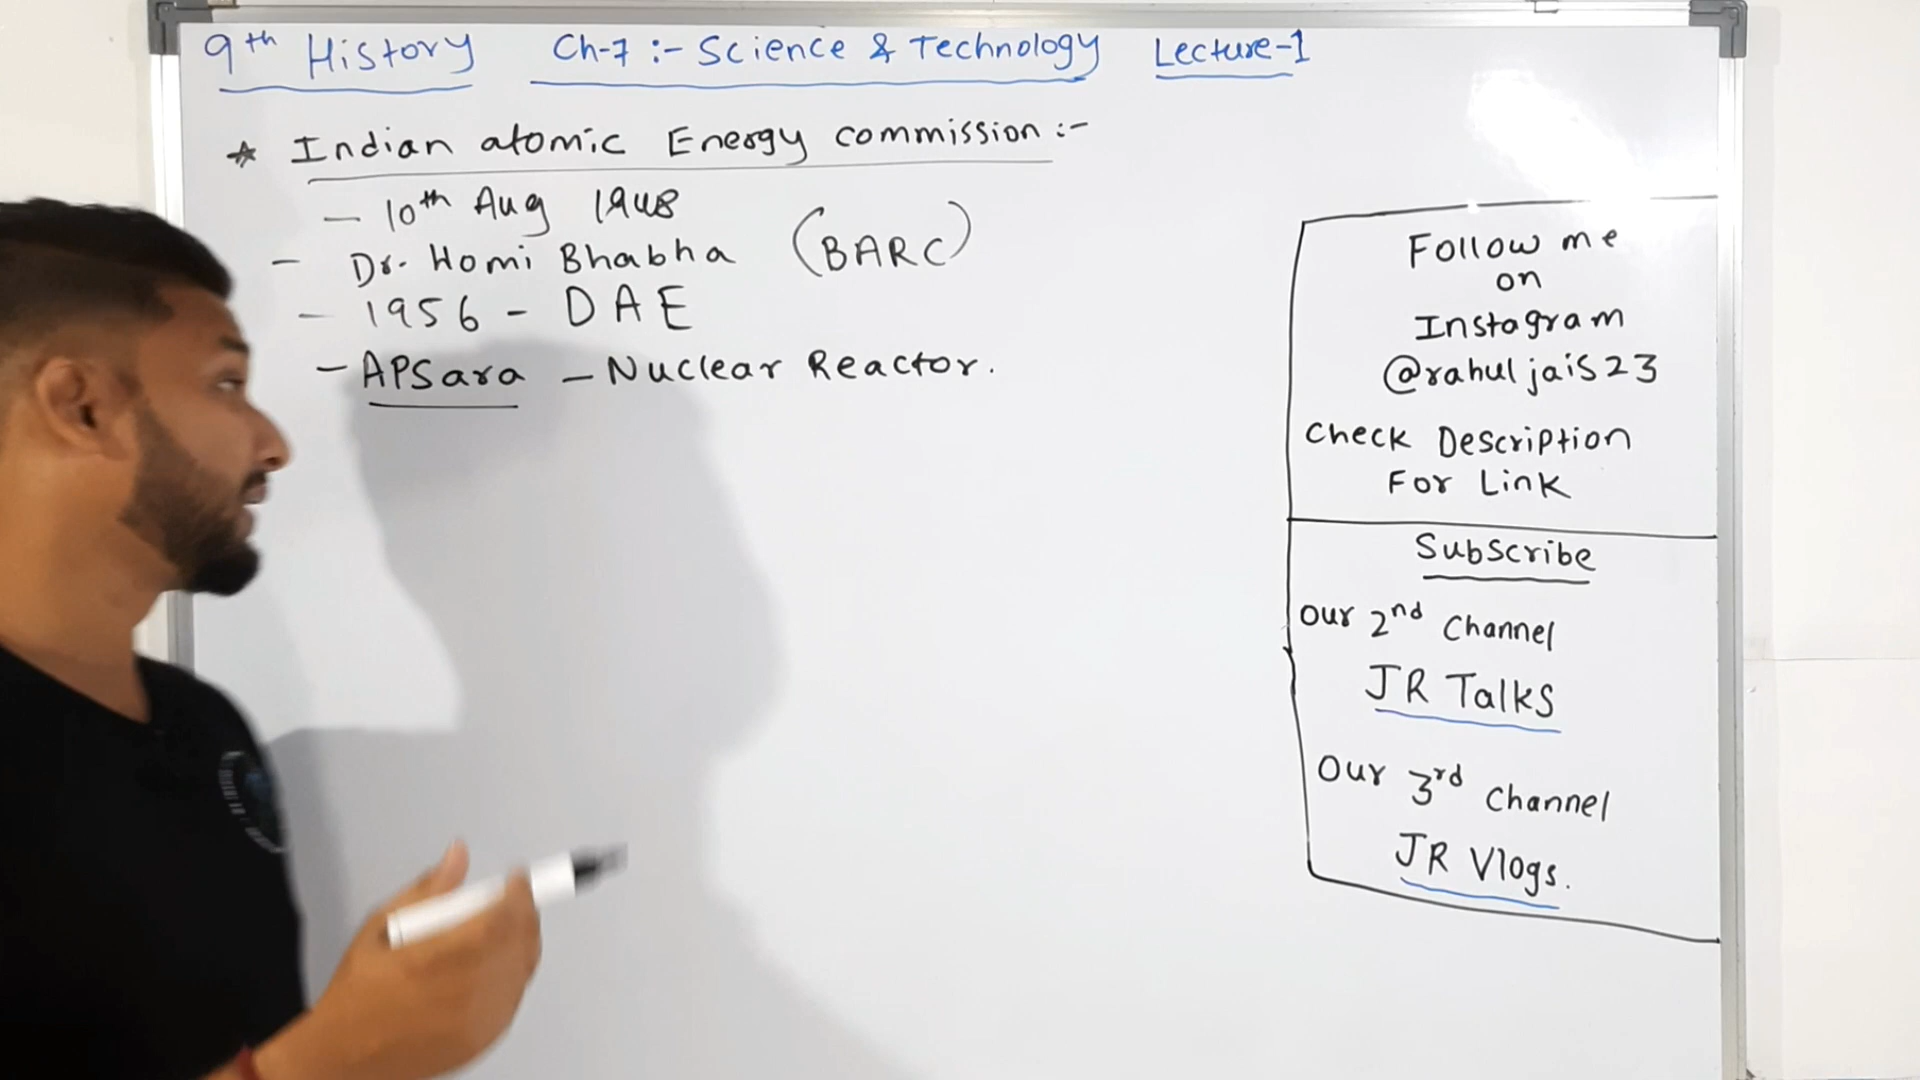 9th History Ch-7 :- Science & Technology Lecture-1
* Indian atomic Energy commission :-
- 10th Aug 1948
- Dr. Homi Bhabha (BARC)
- 1956 - DAE
- APSara - Nuclear Reactor.
Follow me
on
Instagram
@rahuljais23
Check Description
For Link
Subscribe
Our 2nd Channel
JR Talks
Our 3rd Channel
JR Vlogs.